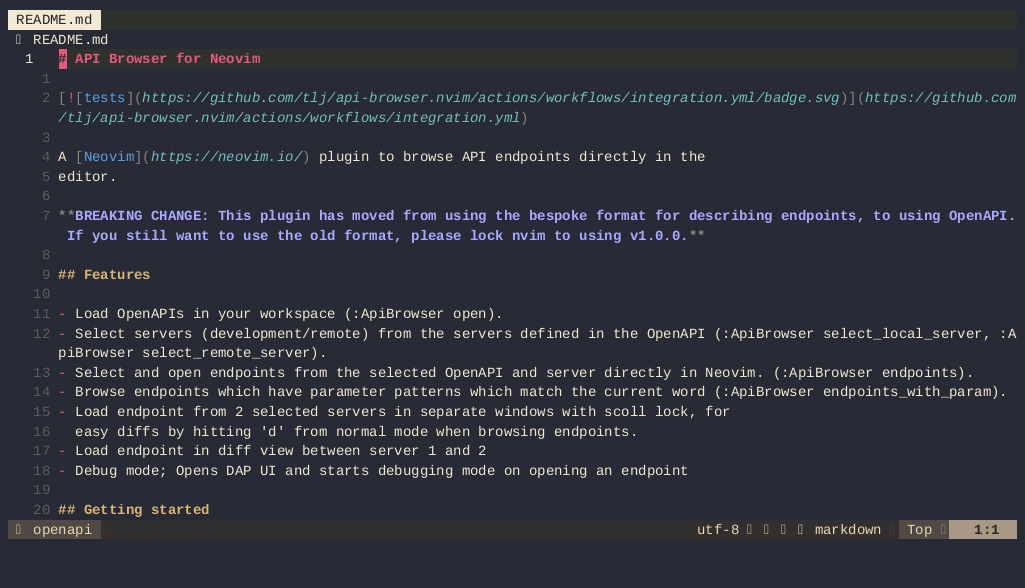 README.md
README.md
1 # API Browser for Neovim
1
2 [![tests](https://github.com/tlj/api-browser.nvim/actions/workflows/integration.yml/badge.svg)](https://github.com
/tlj/api-browser.nvim/actions/workflows/integration.yml)
3
4 A [Neovim](https://neovim.io/) plugin to browse API endpoints directly in the
5 editor.
6
7 **BREAKING CHANGE: This plugin has moved from using the bespoke format for describing endpoints, to using OpenAPI.
If you still want to use the old format, please lock nvim to using v1.0.0.**
8
9 ## Features
10
11 - Load OpenAPIs in your workspace (:ApiBrowser open).
12 - Select servers (development/remote) from the servers defined in the OpenAPI (:ApiBrowser select_local_server, :A
piBrowser select_remote_server).
13 - Select and open endpoints from the selected OpenAPI and server directly in Neovim. (:ApiBrowser endpoints).
14 - Browse endpoints which have parameter patterns which match the current word (:ApiBrowser endpoints_with_param).
15 - Load endpoint from 2 selected servers in separate windows with scoll lock, for
16 easy diffs by hitting 'd' from normal mode when browsing endpoints.
17 - Load endpoint in diff view between server 1 and 2
18 - Debug mode; Opens DAP UI and starts debugging mode on opening an endpoint
19
20 ## Getting started
openapi utf-8 markdown Top 1:1